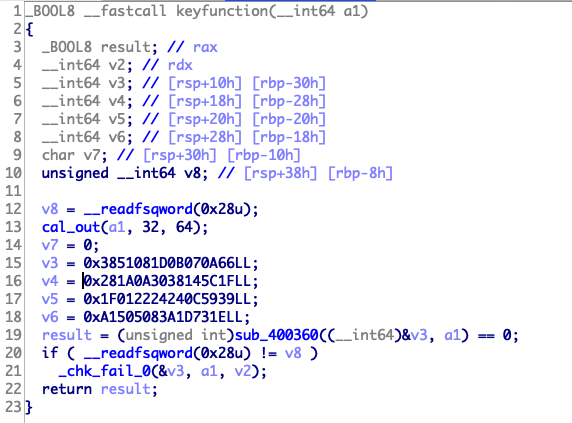 1 _BOOL8 __fastcall keyfunction(__int64 a1)
2 {
3 _BOOL8 result; // rax
4 __int64 v2; // rdx
5 __int64 v3; // [rsp+10h] [rbp-30h]
6 __int64 v4; // [rsp+18h] [rbp-28h]
7 __int64 v5; // [rsp+20h] [rbp-20h]
8 __int64 v6; // [rsp+28h] [rbp-18h]
9 char v7; // [rsp+30h] [rbp-10h]
10 unsigned __int64 v8; // [rsp+38h] [rbp-8h]
11
12 v8 = __readfsqword(0x28u);
13 cal_out(a1, 32, 64);
14 v7 = 0;
15 v3 = 0x3851081D0B070A66LL;
16 v4 = 0x281A0A3038145C1FLL;
17 v5 = 0x1F012224240C5939LL;
18 v6 = 0xA1505083A1D731ELL;
19 result = (unsigned int)sub_400360((__int64)&v3, a1) == 0;
20 if ( __readfsqword(0x28u) != v8 )
21 _chk_fail_0(&v3, a1, v2);
22 return result;
23 }